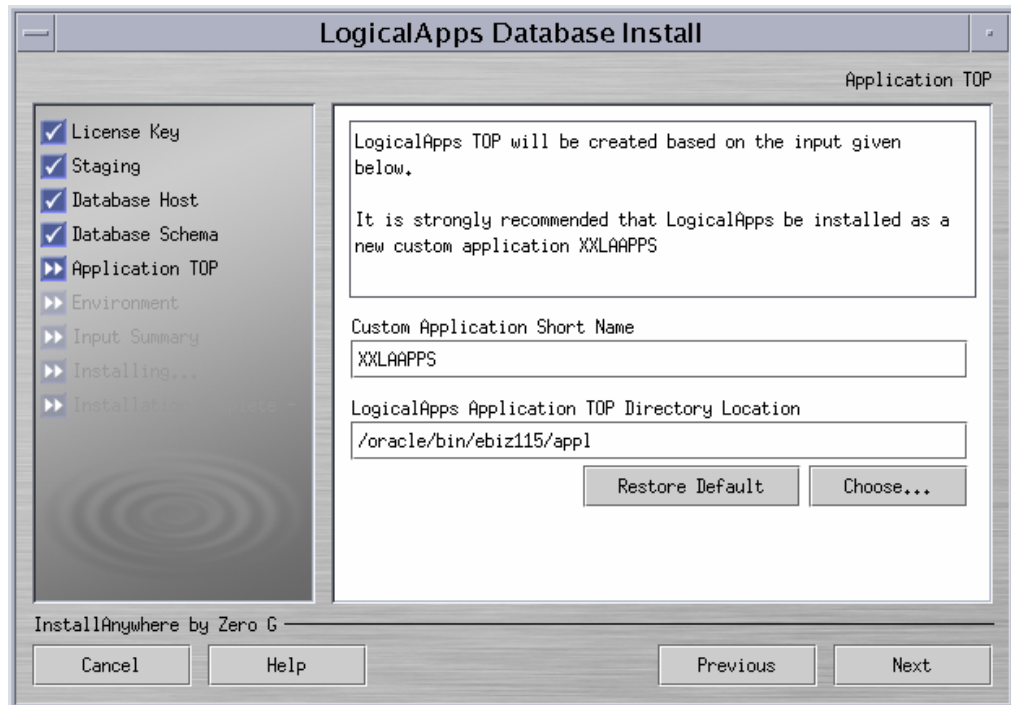 LogicalApps Database Install
Application TOP
License Key
Staging
Database Host
Database Schema
Application TOP
Environment
Input Summary
Installing...
LogicalApps TOP will be created based on the input given
below.
It is strongly recommended that LogicalApps be installed as a
new custom application XXLAAPPS
Custom Application Short Name
XXLAAPPS
LogicalApps Application TOP Directory Location
/oracle/bin/ebiz115/appl
Restore Default
Choose...
InstallAnywhere by Zero G
Cancel
Help
Previous
Next